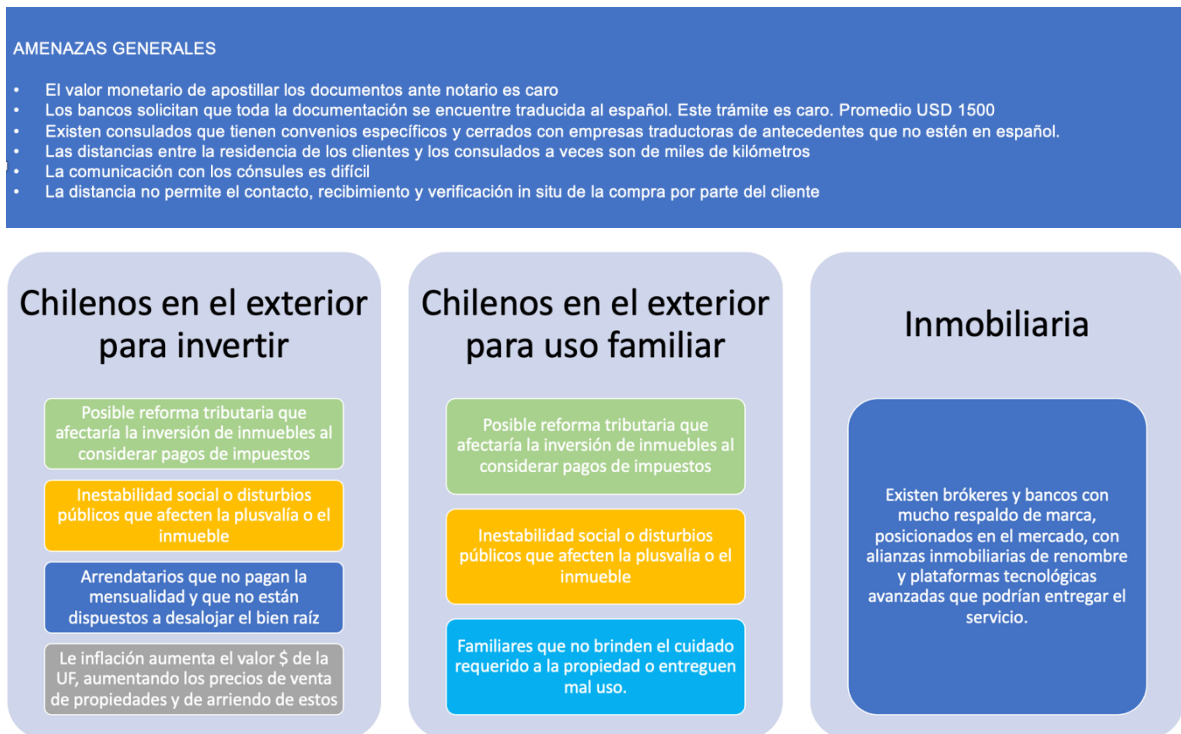 AMENAZAS GENERALES
• El valor monetario de apostillar los documentos ante notario es caro
• Los bancos solicitan que toda la documentación se encuentre traducida al español. Este trámite es caro. Promedio USD 1500
• Existen consulados que tienen convenios específicos y cerrados con empresas traductoras de antecedentes que no estén en español.
• Las distancias entre la residencia de los clientes y los consulados a veces son de miles de kilómetros
• La comunicación con los cónsules es difícil
• La distancia no permite el contacto, recibimiento y verificación in situ de la compra por parte del cliente
Chilenos en el exterior
para invertir
Posible reforma tributaria que
afectaría la inversión de inmuebles al
considerar pagos de impuestos
Inestabilidad social o disturbios
públicos que afecten la plusvalía o el
inmueble
Arrendatarios que no pagan la
mensualidad y que no están
dispuestos a desalojar el bien raíz
Le inflación aumenta el valor $ de la
UF, aumentando los precios de venta
de propiedades y de arriendo de estos
Chilenos en el exterior
para uso familiar
Posible reforma tributaria que
afectaría la inversión de inmuebles al
considerar pagos de impuestos
Inestabilidad social o disturbios
públicos que afecten la plusvalía o el
inmueble
Familiares que no brinden el cuidado
requerido a la propiedad o entreguen
mal uso.
Inmobiliaria
Existen brókeres y bancos con
mucho respaldo de marca,
posicionados en el mercado, con
alianzas inmobiliarias de renombre
y plataformas tecnológicas
avanzadas que podrían entregar el
servicio.